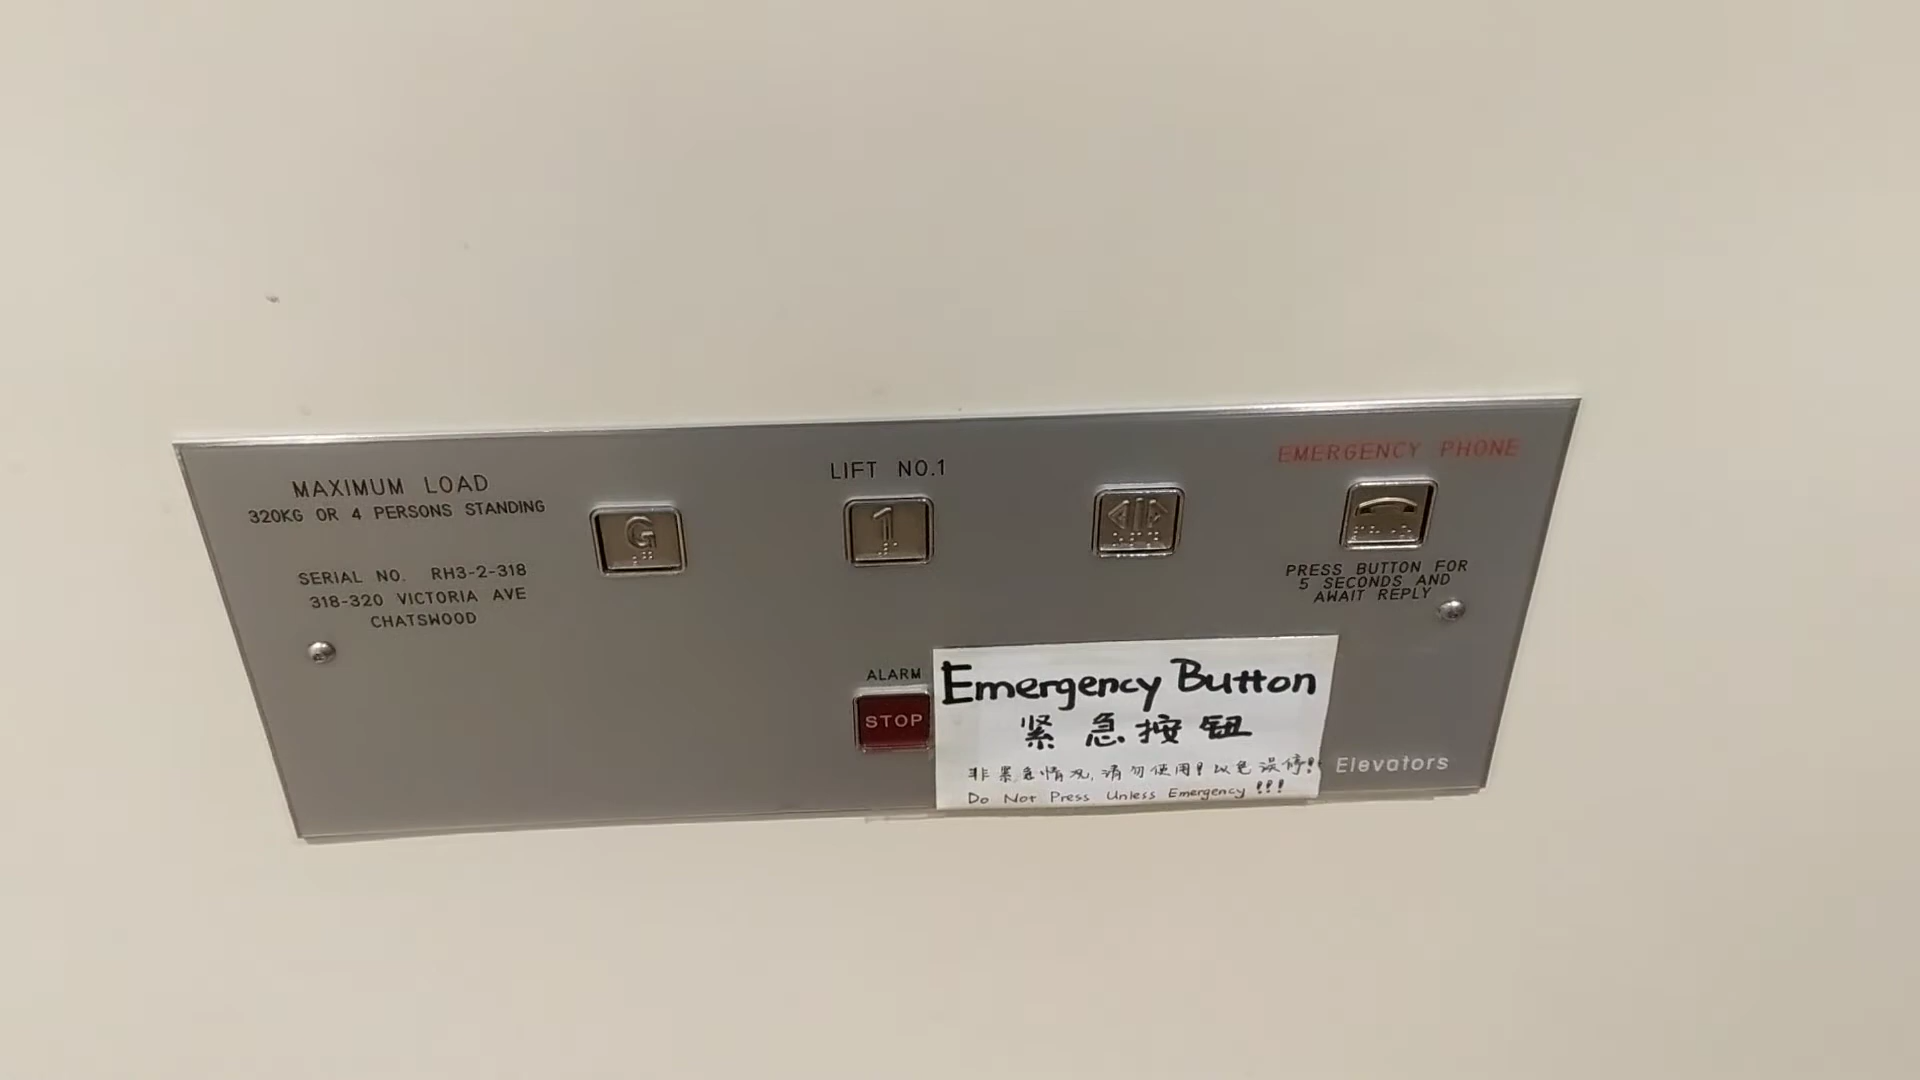 MAXIMUM LOAD
320KG OR 4 PERSONS STANDING
SERIAL NO. RH3-2-318
318-320 VICTORIA AVE
CHATSWOOD
G
LIFT NO.1
1
EMERGENCY PHONE
PRESS BUTTON FOR
5 SECONDS AND
AWAIT REPLY
ALARM
STOP
Emergency Button
紧急按钮
非紧急情况,请勿使用!以免误停!
Do Not Press Unless Emergency!!!
Elevators